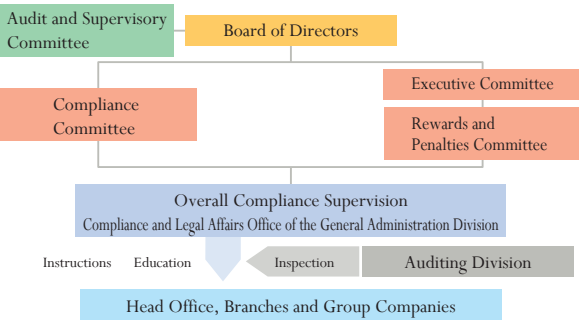 Audit and Supervisory
Committee
Board of Directors
Compliance
Committee
Executive Committee
Rewards and
Penalties Committee
Overall Compliance Supervision
Compliance and Legal Affairs Office of the General Administration Division
Instructions
Education
Inspection
Auditing Division
Head Office, Branches and Group Companies